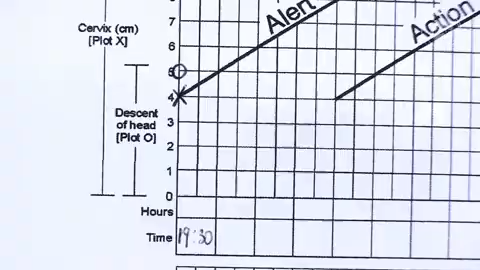 Alert
Action
Cervix (cm)
[Plot X]
7
6
5
4
3
2
1
0
Descent
of head
[Plot O]
Hours
Time 19:30